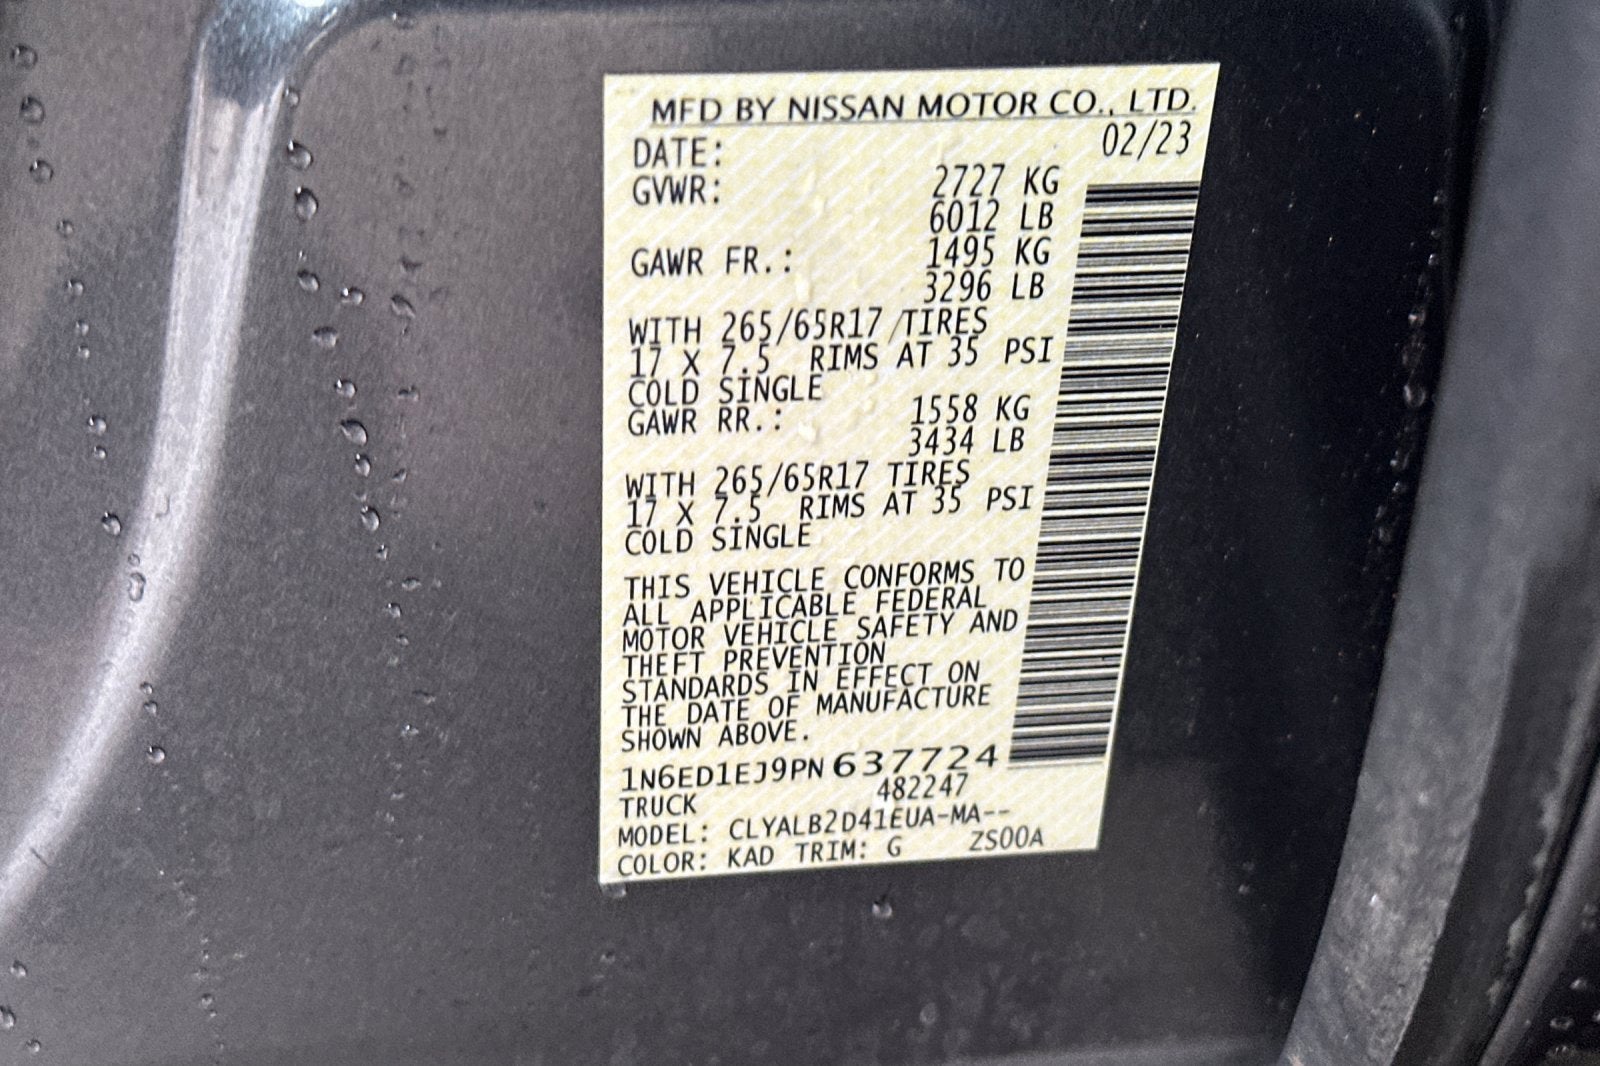 MFD BY NISSAN MOTOR CO., LTD.
DATE: 02/23
GVWR: 2727 KG
6012 LB
GAWR FR.: 1495 KG
3296 LB
WITH 265/65R17 TIRES
17 X 7.5 RIMS AT 35 PSI
COLD SINGLE
GAWR RR.: 1558 KG
3434 LB
WITH 265/65R17 TIRES
17 X 7.5 RIMS AT 35 PSI
COLD SINGLE
THIS VEHICLE CONFORMS TO
ALL APPLICABLE FEDERAL
MOTOR VEHICLE SAFETY AND
THEFT PREVENTION
STANDARDS IN EFFECT ON
THE DATE OF MANUFACTURE
SHOWN ABOVE.
1N6ED1EJ9PN637724
TRUCK 482247
MODEL: CLYALB2D41EUA-MA--
COLOR: KAD TRIM: G ZS00A